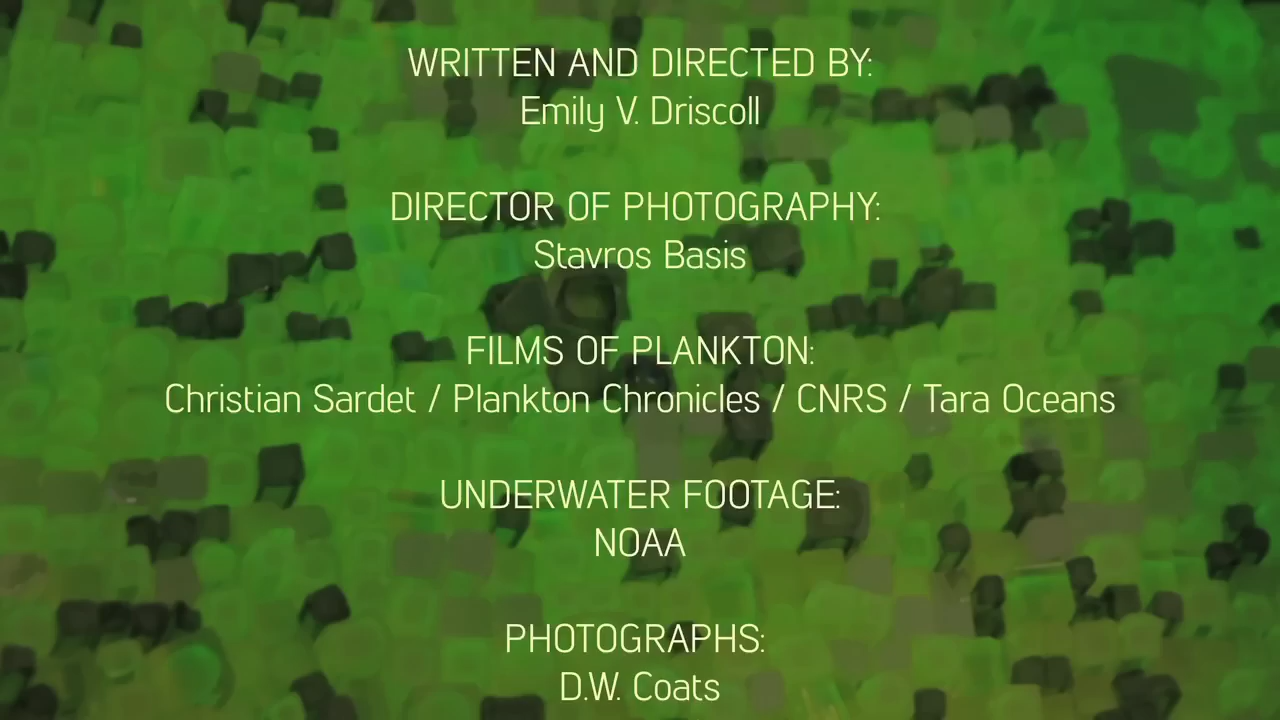 WRITTEN AND DIRECTED BY:
Emily V. Driscoll
DIRECTOR OF PHOTOGRAPHY:
Stavros Basis
FILMS OF PLANKTON:
Christian Sardet / Plankton Chronicles / CNRS / Tara Oceans
UNDERWATER FOOTAGE:
NOAA
PHOTOGRAPHS:
D.W. Coats